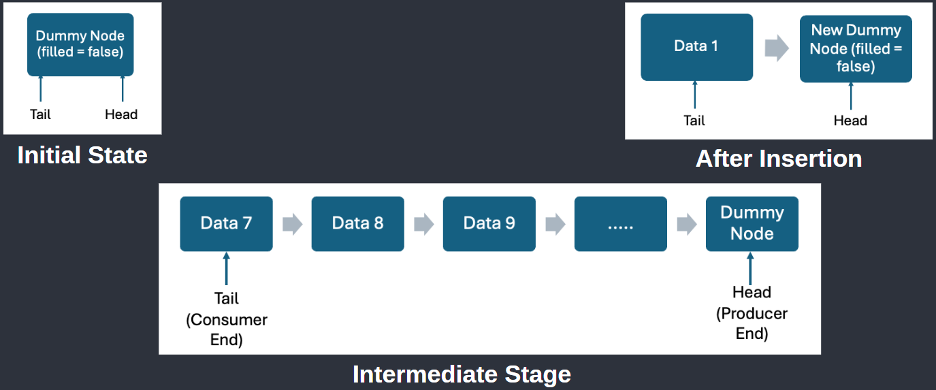 Dummy Node
(filled = false)
Tail
Head
Initial State
Data 1
New Dummy
Node (filled =
false)
Tail
Head
After Insertion
Data 7
Data 8
Data 9
.....
Dummy
Node
Tail
(Consumer
End)
Head
(Producer
End)
Intermediate Stage